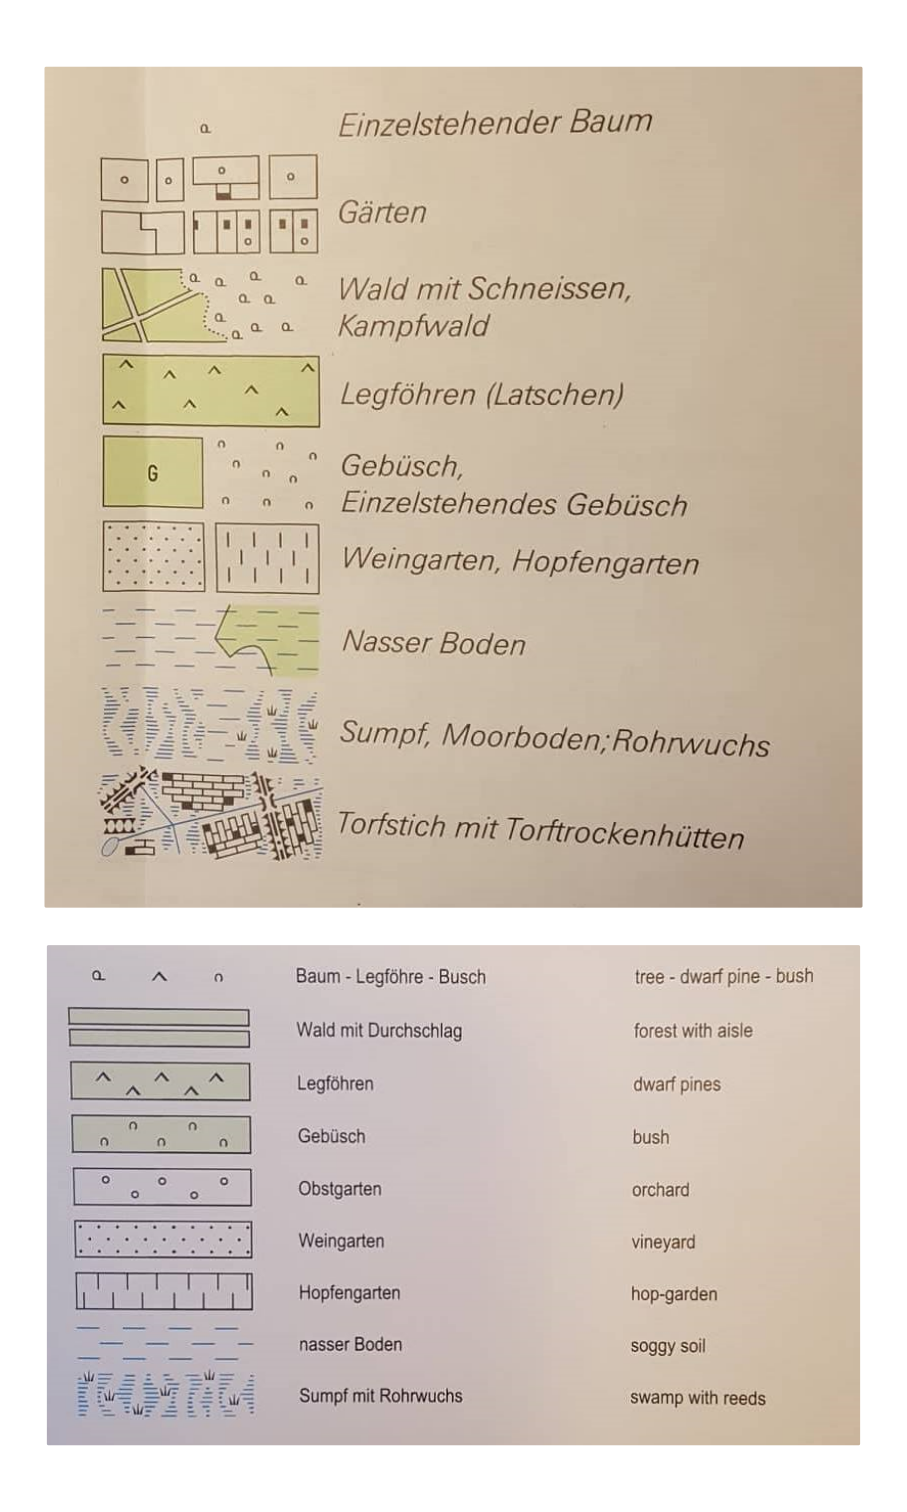 Einzelstehender Baum
Gärten
Wald mit Schneissen,
Kampfwald
Legföhren (Latschen)
G
Gebüsch,
Einzelstehendes Gebüsch
Weingarten, Hopfengarten
Nasser Boden
Sumpf, Moorboden; Rohrwuchs
Torfstich mit Torftrockenhütten
Baum - Legföhre - Busch tree - dwarf pine - bush
Wald mit Durchschlag forest with aisle
Legföhren dwarf pines
Gebüsch bush
Obstgarten orchard
Weingarten vineyard
Hopfengarten hop-garden
nasser Boden soggy soil
Sumpf mit Rohrwuchs swamp with reeds